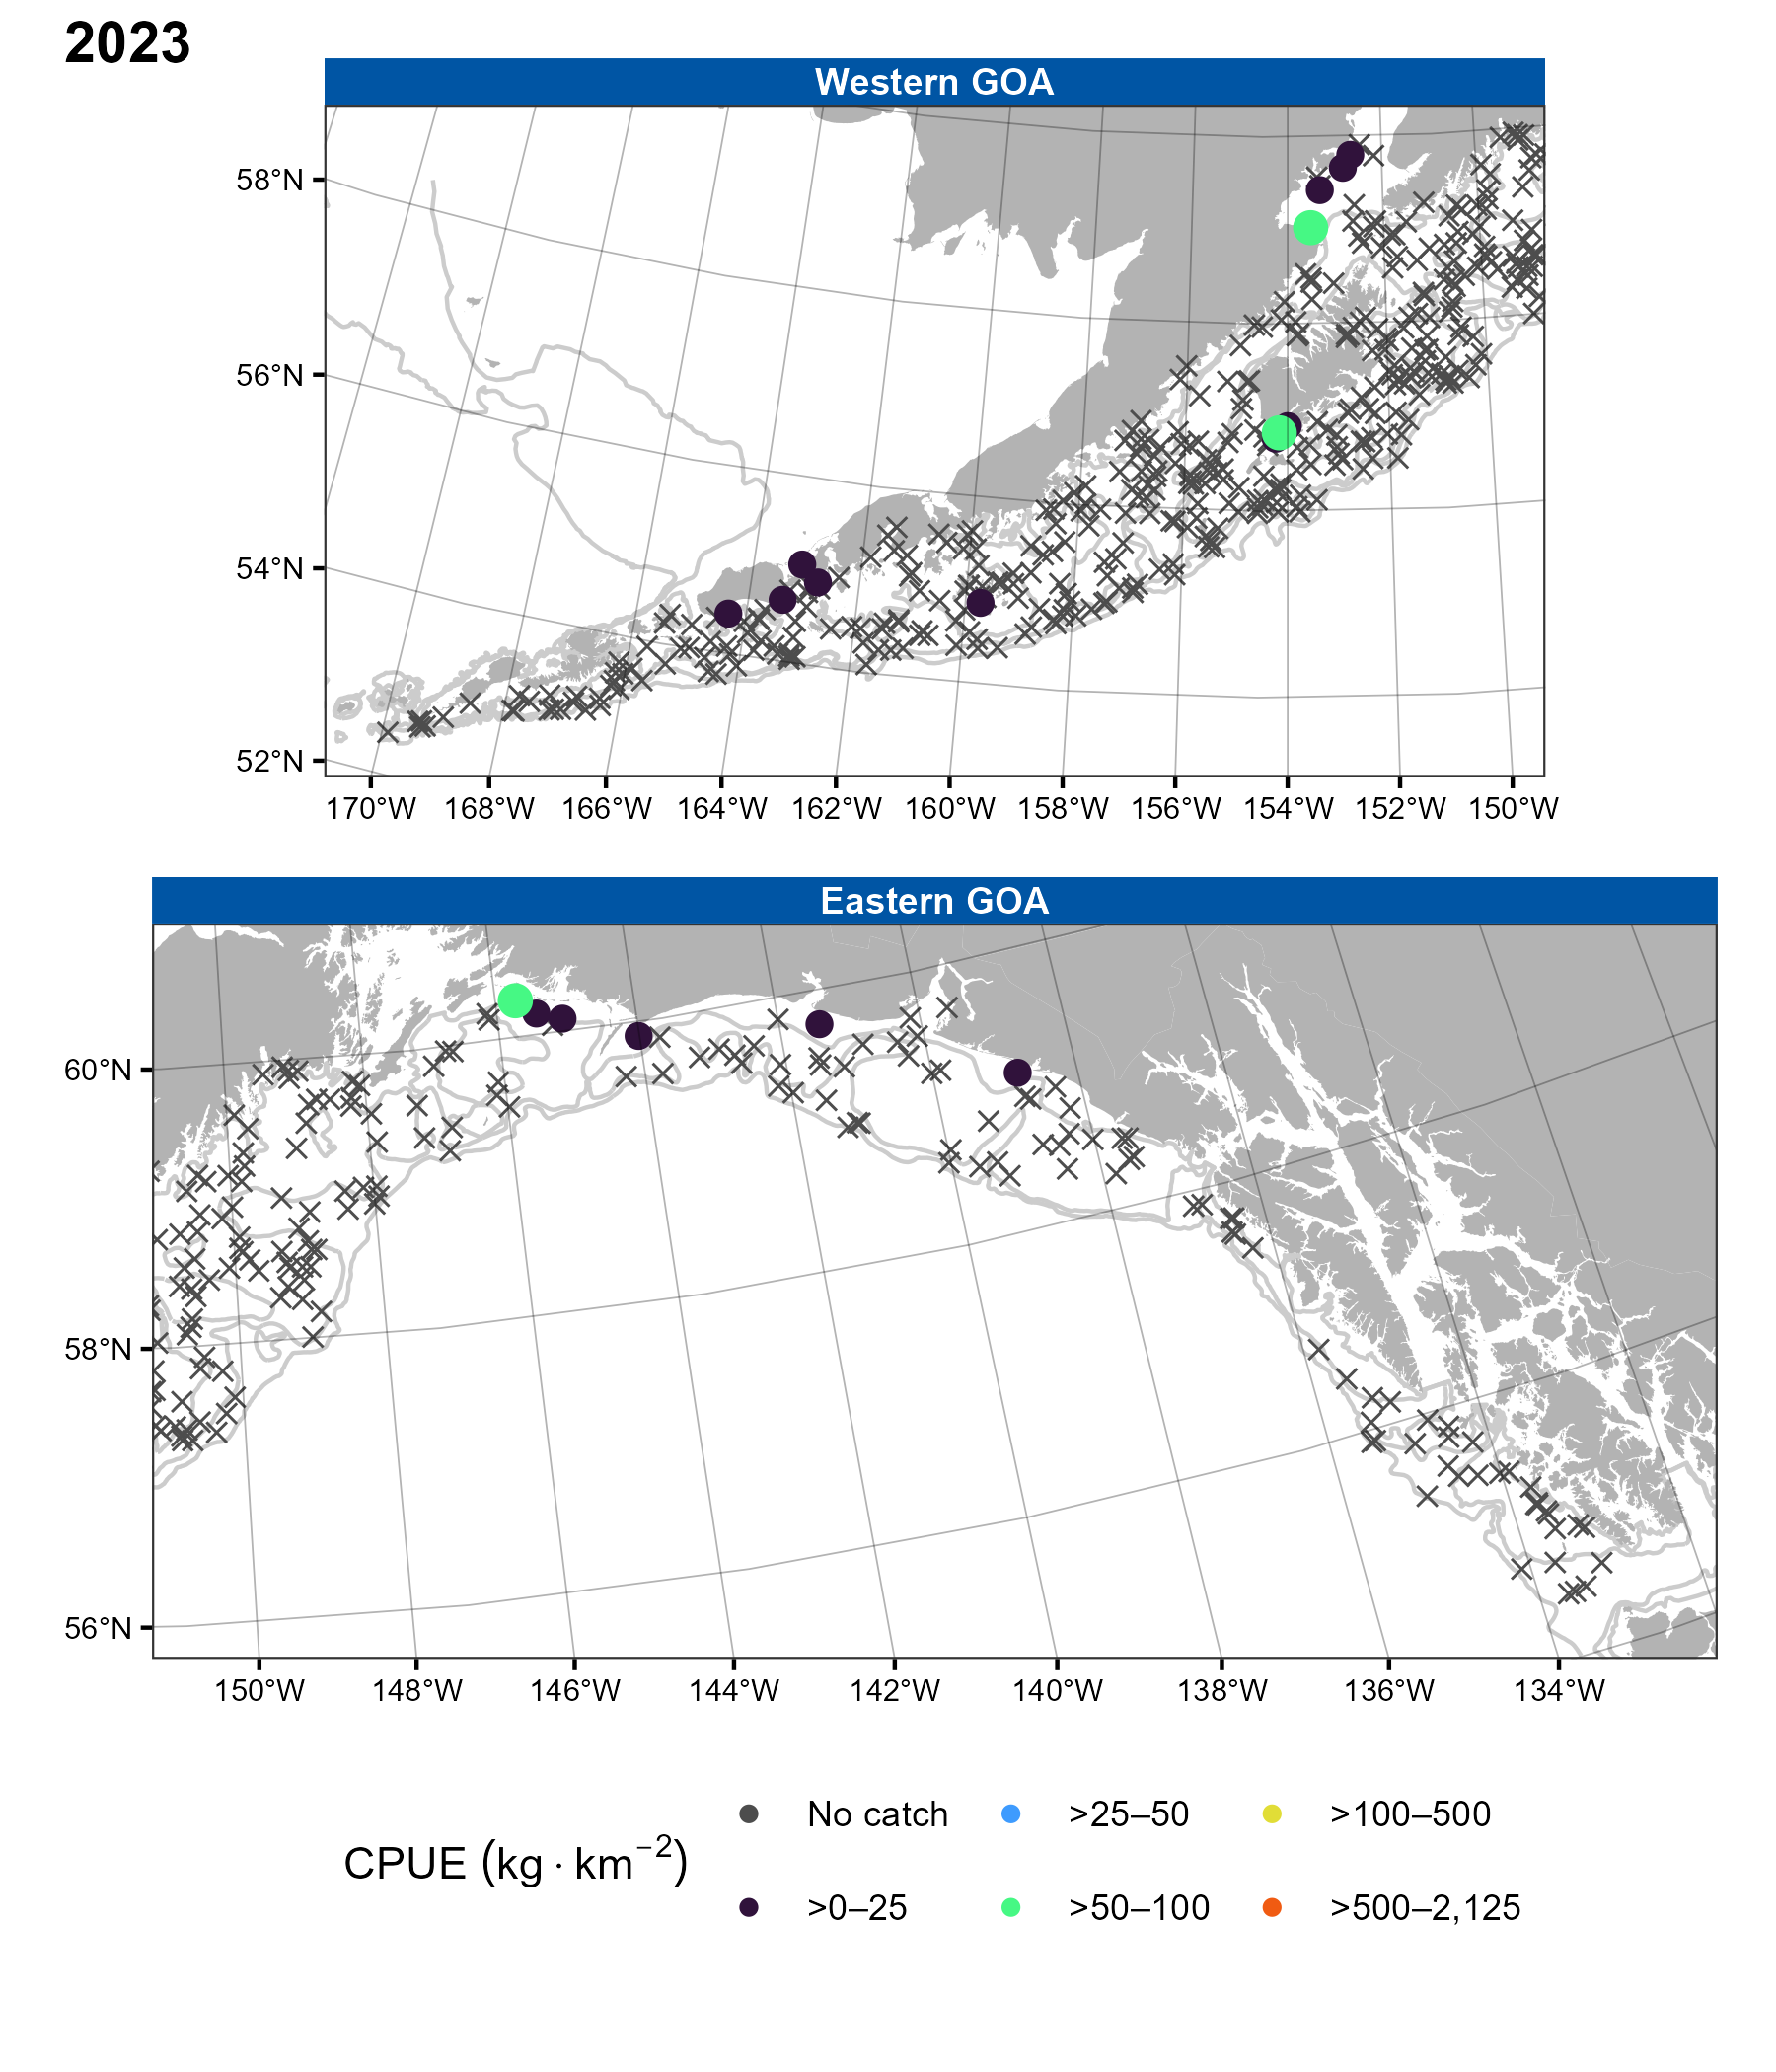 2023
Western GOA
58°N
56°N
54°N
52°N
170°W 168°W 166°W 164°W 162°W 160°W 158°W 156°W 154°W 152°W 150°W
Eastern GOA
60°N
58°N
56°N
150°W 148°W 146°W 144°W 142°W 140°W 138°W 136°W 134°W
CPUE (kg · km⁻²)
No catch >25–50 >100–500
>0–25 >50–100 >500–2,125